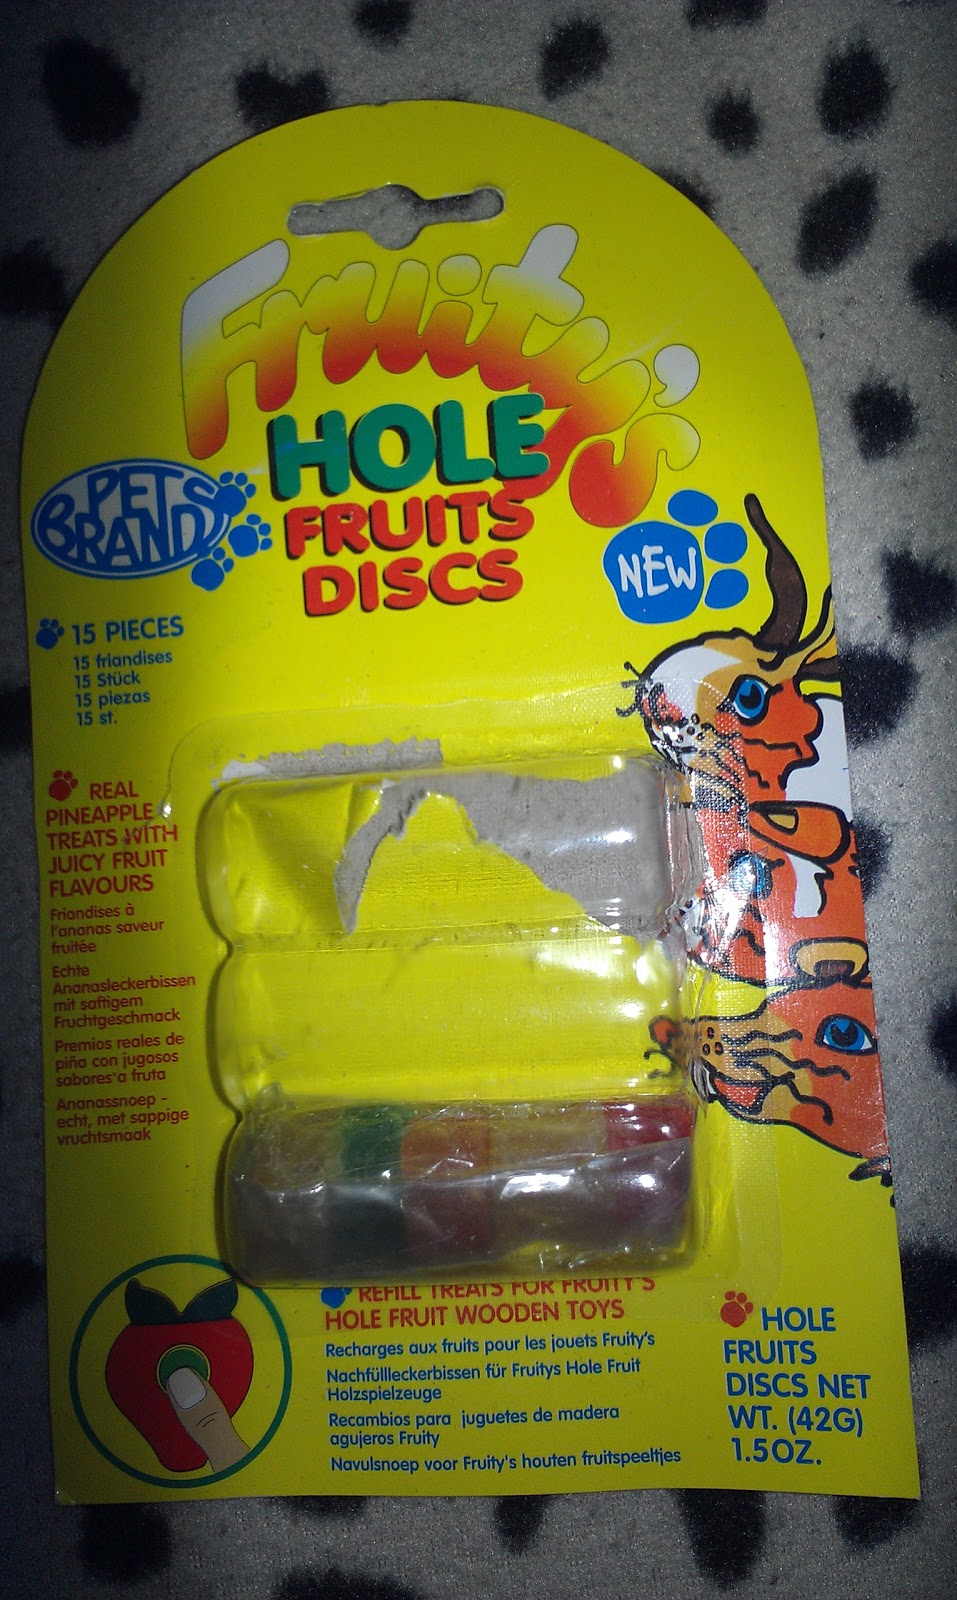 Fruity's
HOLE
FRUITS
DISCS
PETS
BRANDS
NEW
15 PIECES
15 friandises
15 Stück
15 piezas
15 st.
REAL
PINEAPPLE
TREATS WITH
JUICY FRUIT
FLAVOURS
Friandises à
l'ananas saveur
fruitée
Echte
Ananasleckerbissen
mit saftigem
Fruchtgeschmack
Premios reales de
piña con jugosos
sabores a fruta
Ananassnoep -
echt, met sappige
vruchtsmaak
REFILL TREATS FOR FRUITY'S
HOLE FRUIT WOODEN TOYS
Recharges aux fruits pour les jouets Fruity's
Nachfüllleckerbissen für Fruitys Hole Fruit
Holzspielzeuge
Recambios para juguetes de madera
agujeros Fruity
Navulsnoep voor Fruity's houten fruitspeeltjes
HOLE
FRUITS
DISCS NET
WT. (42G)
1.5OZ.